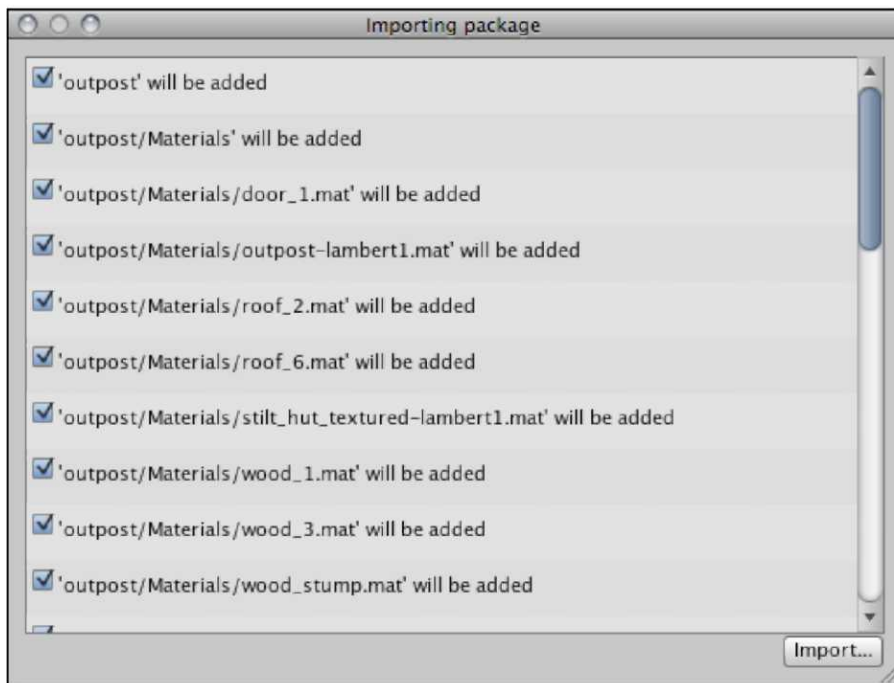 Importing package
'outpost' will be added
'outpost/Materials' will be added
'outpost/Materials/door_1.mat' will be added
'outpost/Materials/outpost-lambert1.mat' will be added
'outpost/Materials/roof_2.mat' will be added
'outpost/Materials/roof_6.mat' will be added
'outpost/Materials/stilt_hut_textured-lambert1.mat' will be added
'outpost/Materials/wood_1.mat' will be added
'outpost/Materials/wood_3.mat' will be added
'outpost/Materials/wood_stump.mat' will be added
Import...